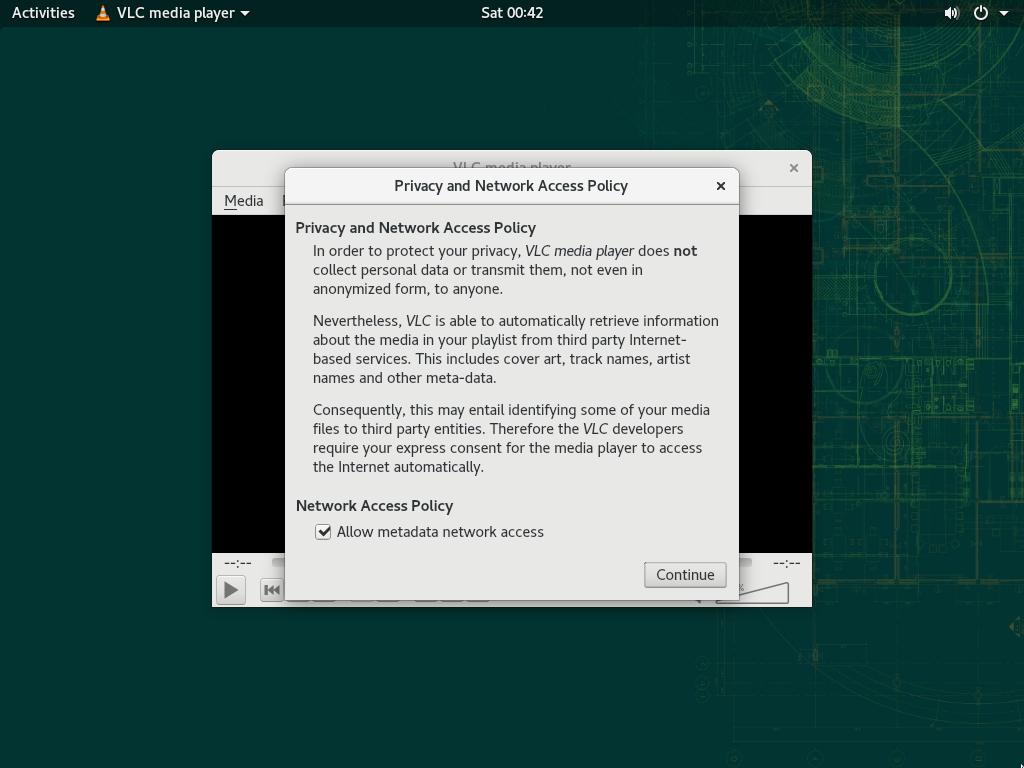 Activities VLC media player Sat 00:42
VLC media player
Privacy and Network Access Policy
Media
Privacy and Network Access Policy
In order to protect your privacy, VLC media player does not
collect personal data or transmit them, not even in
anonymized form, to anyone.
Nevertheless, VLC is able to automatically retrieve information
about the media in your playlist from third party Internet-
based services. This includes cover art, track names, artist
names and other meta-data.
Consequently, this may entail identifying some of your media
files to third party entities. Therefore the VLC developers
require your express consent for the media player to access
the Internet automatically.
Network Access Policy
Allow metadata network access
--:-- --:--
Continue
%